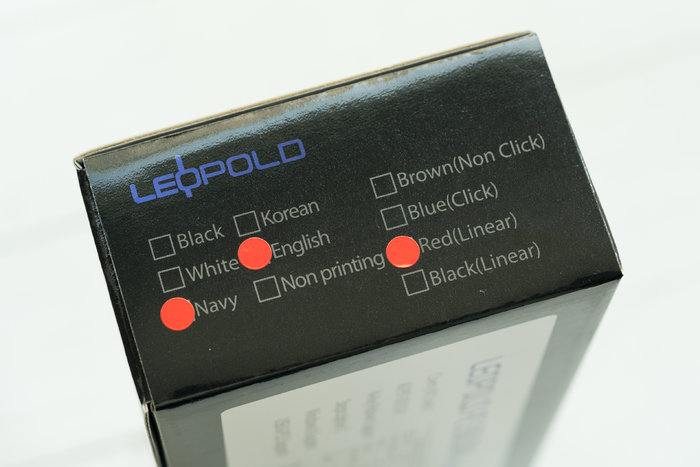 LEOPOLD
Black
White
Navy
Korean
English
Non printing
Brown(Non Click)
Blue(Click)
Red(Linear)
Black(Linear)